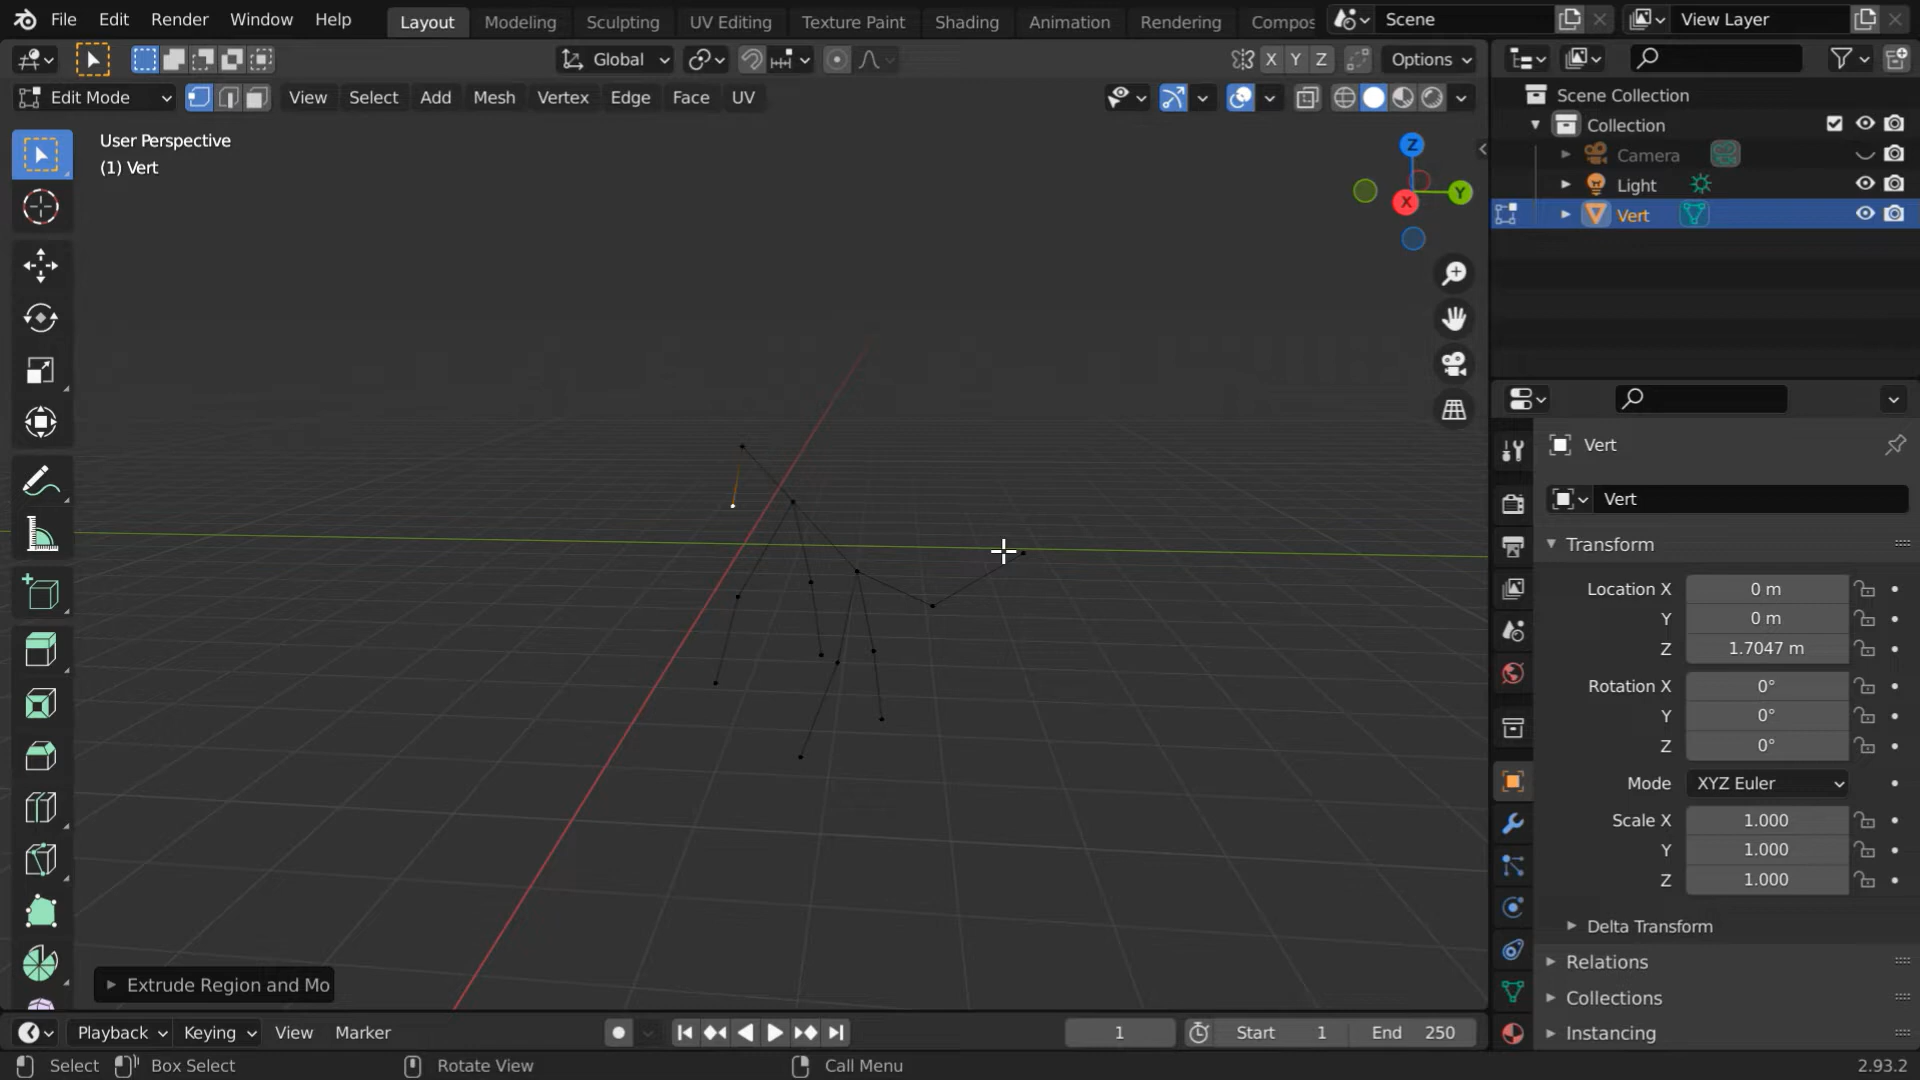 File Edit Render Window Help Layout Modeling Sculpting UV Editing Texture Paint Shading Animation Rendering Compos Scene View Layer
Global X Y Z Options
Edit Mode View Select Add Mesh Vertex Edge Face UV
User Perspective
(1) Vert
Z
Y
X
Scene Collection
Collection
Camera
Light
Vert
Vert
Vert
Transform
Location X 0 m
Y 0 m
Z 1.7047 m
Rotation X 0°
Y 0°
Z 0°
Mode XYZ Euler
Scale X 1.000
Y 1.000
Z 1.000
Delta Transform
Relations
Collections
Instancing
Extrude Region and Mo
Playback Keying View Marker 1 Start 1 End 250
Select Box Select Rotate View Call Menu 2.93.2